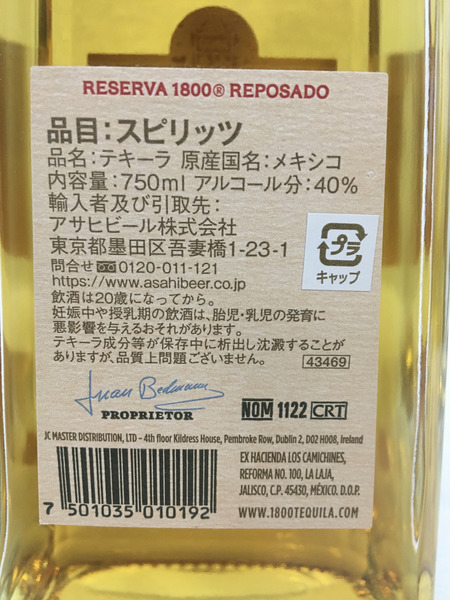 RESERVA 1800® REPOSADO
品目：スピリッツ
品名：テキーラ 原産国名：メキシコ
内容量：750ml アルコール分：40%
輸入者及び引取先：
アサヒビール株式会社
東京都墨田区吾妻橋1-23-1
問合せ 0120-011-121
https://www.asahibeer.co.jp
飲酒は20歳になってから。
妊娠中や授乳期の飲酒は、胎児・乳児の発育に
悪影響を与えるおそれがあります。
テキーラ成分等が保存中に析出し沈澱することが
ありますが、品質上問題ございません。
プラ
キャップ
43469
Juan Beckmann
PROPRIETOR
NOM 1122 CRT
JC MASTER DISTRIBUTION, LTD - 4th floor Kildress House, Pembroke Row, Dublin 2, D02 H008, Ireland
EX HACIENDA LOS CAMICHINES,
REFORMA NO. 100, LA LAJA,
JALISCO, C.P. 45430, MÉXICO. D.O.P.
7 501035 010192
WWW.1800TEQUILA.COM